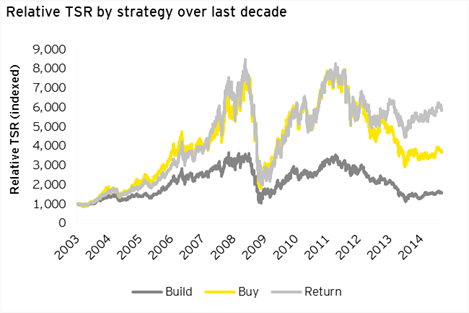 Relative TSR by strategy over last decade
Relative TSR (indexed)
9,000
8,000
7,000
6,000
5,000
4,000
3,000
2,000
1,000
0
2003 2004 2005 2006 2007 2008 2009 2010 2011 2012 2013 2014
Build Buy Return